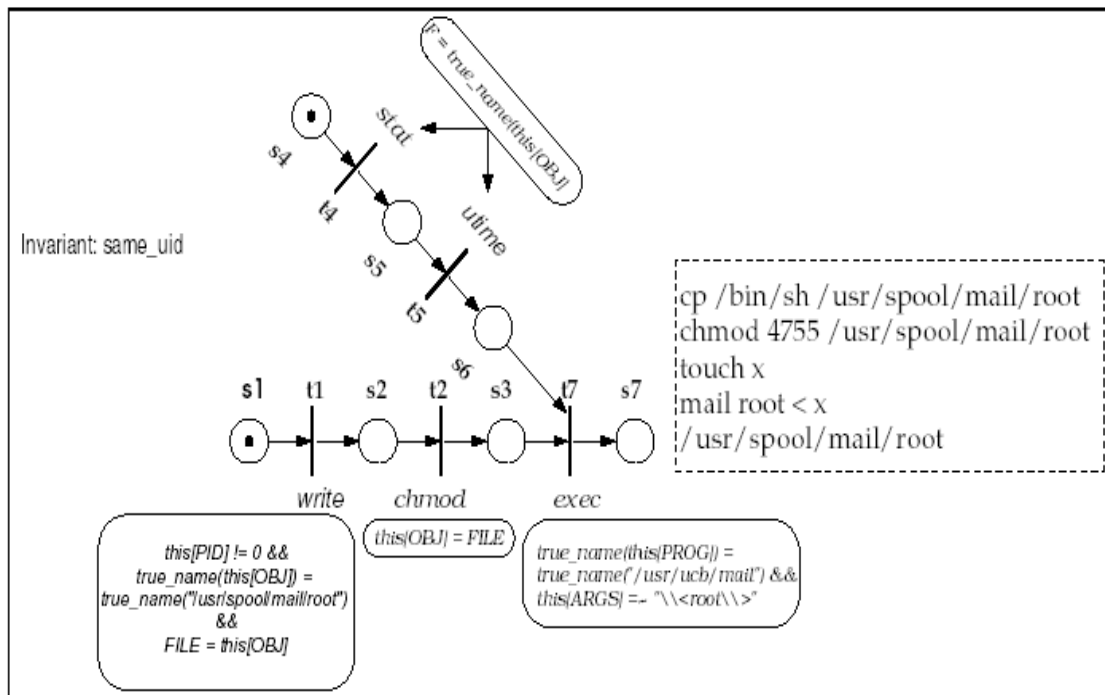 F = true_name(this[OBJ]
stat
s4
t4
utime
Invariant: same_uid
s5
t5
s6
cp /bin/sh /usr/spool/mail/root
chmod 4755 /usr/spool/mail/root
touch x
mail root < x
/usr/spool/mail/root
s1 t1 s2 t2 s3 t7 s7
write chmod exec
this[PID] != 0 &&
true_name(this[OBJ]) =
true_name("/usr/spool/mail/root")
&&
FILE = this[OBJ]
this[OBJ] = FILE
true_name(this[PROG]) =
true_name("/usr/ucb/mail") &&
this[ARGS] =~ "\\<root\\>"